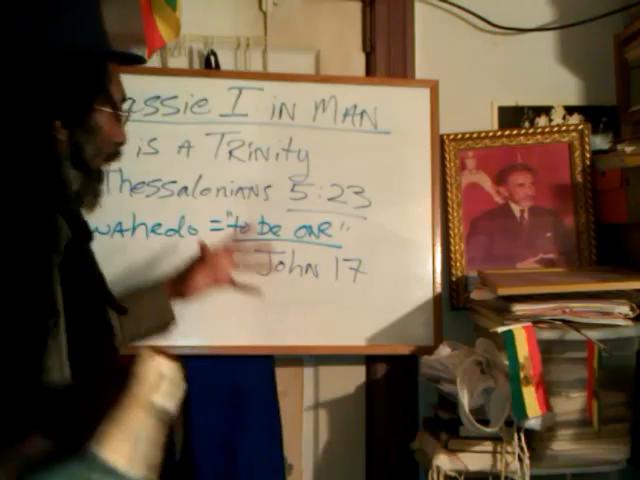 assie I in MAN
is A Trinity
Thessalonians 5:23
wahedo = "to be one"
John 17